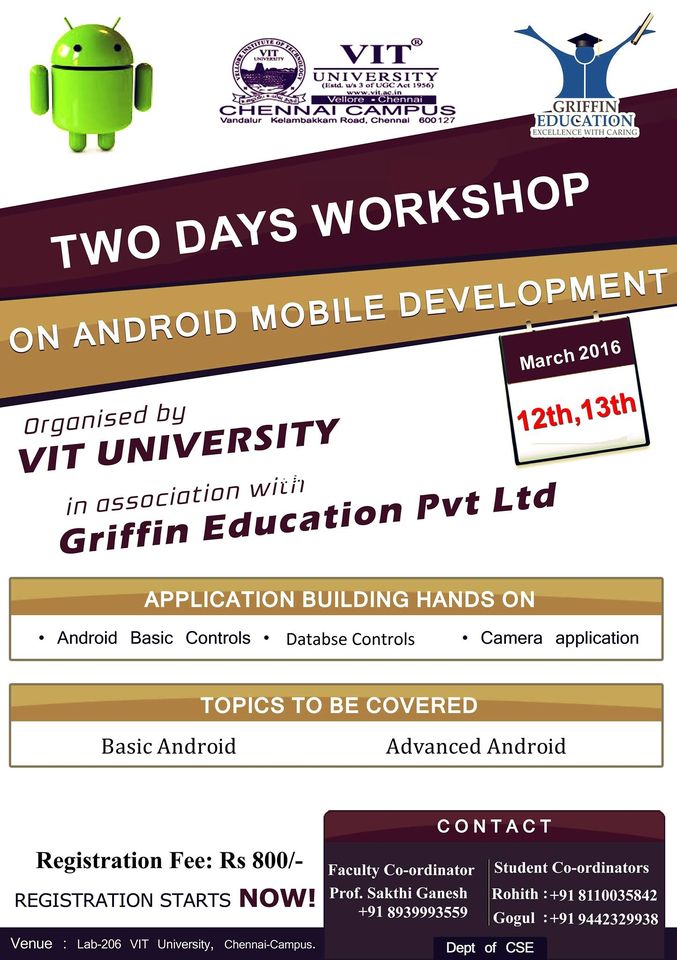 VELLORE INSTITUTE OF TECHNOLOGY
VIT
UNIVERSITY
VIT®
UNIVERSITY
(Estd. u/s 3 of UGC Act 1956)
www.vit.ac.in
Vellore • Chennai
CHENNAI CAMPUS
Vandalur Kelambakkam Road, Chennai 600127
GRIFFIN
EDUCATION
EXCELLENCE WITH CARING
TWO DAYS WORKSHOP
ON ANDROID MOBILE DEVELOPMENT
March 2016
12th,13th
Organised by
VIT UNIVERSITY
in association with
Griffin Education Pvt Ltd
APPLICATION BUILDING HANDS ON
• Android Basic Controls • Databse Controls • Camera application
TOPICS TO BE COVERED
Basic Android Advanced Android
Registration Fee: Rs 800/-
REGISTRATION STARTS NOW!
Venue : Lab-206 VIT University, Chennai-Campus.
CONTACT
Faculty Co-ordinator
Prof. Sakthi Ganesh
+91 8939993559
Student Co-ordinators
Rohith :+91 8110035842
Gogul :+91 9442329938
Dept of CSE